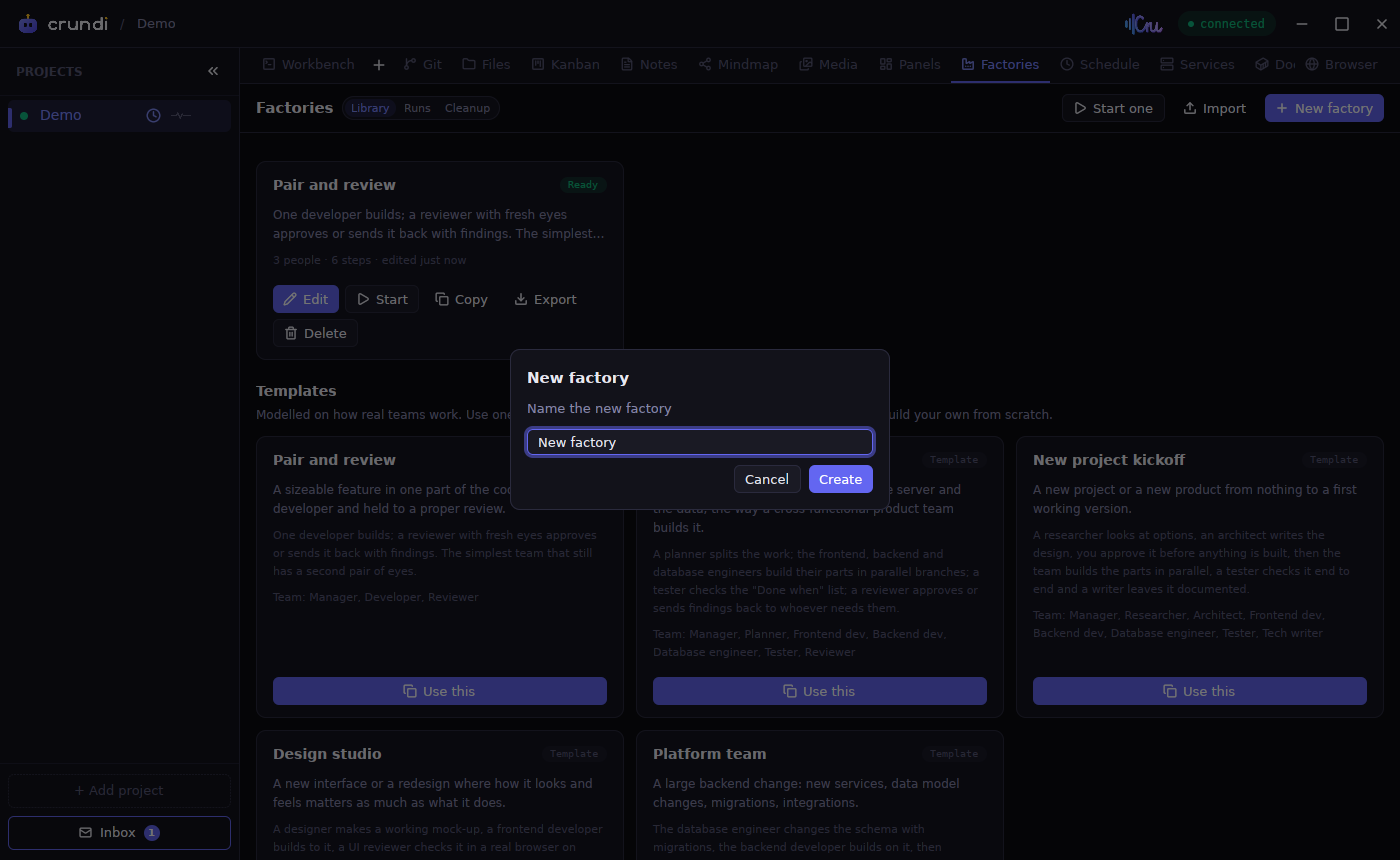 crundi / Demo
Cru
connected
PROJECTS
Workbench
Git
Files
Kanban
Notes
Mindmap
Media
Panels
Factories
Schedule
Services
Doc
Browser
Demo
Factories
Library
Runs
Cleanup
Start one
Import
New factory
Pair and review
Ready
One developer builds; a reviewer with fresh eyes
approves or sends it back with findings. The simplest...
3 people · 6 steps · edited just now
Edit
Start
Copy
Export
Delete
New factory
Name the new factory
New factory
Cancel
Create
Templates
Modelled on how real teams work. Use one
uild your own from scratch.
Pair and review
A sizeable feature in one part of the cod
developer and held to a proper review.
One developer builds; a reviewer with fresh eyes approves
or sends it back with findings. The simplest team that still
has a second pair of eyes.
Team: Manager, Developer, Reviewer
Use this
Template
e server and
the data, the way a cross-functional product team
builds it.
A planner splits the work; the frontend, backend and
database engineers build their parts in parallel branches; a
tester checks the "Done when" list; a reviewer approves or
sends findings back to whoever needs them.
Team: Manager, Planner, Frontend dev, Backend dev,
Database engineer, Tester, Reviewer
Use this
New project kickoff
Template
A new project or a new product from nothing to a first
working version.
A researcher looks at options, an architect writes the
design, you approve it before anything is built, then the
team builds the parts in parallel, a tester checks it end to
end and a writer leaves it documented.
Team: Manager, Researcher, Architect, Frontend dev,
Backend dev, Database engineer, Tester, Tech writer
Use this
Design studio
Template
A new interface or a redesign where how it looks and
feels matters as much as what it does.
A designer makes a working mock-up, a frontend developer
builds to it, a UI reviewer checks it in a real browser on
Platform team
Template
A large backend change: new services, data model
changes, migrations, integrations.
The database engineer changes the schema with
migrations, the backend developer builds on it, then
+ Add project
Inbox 1